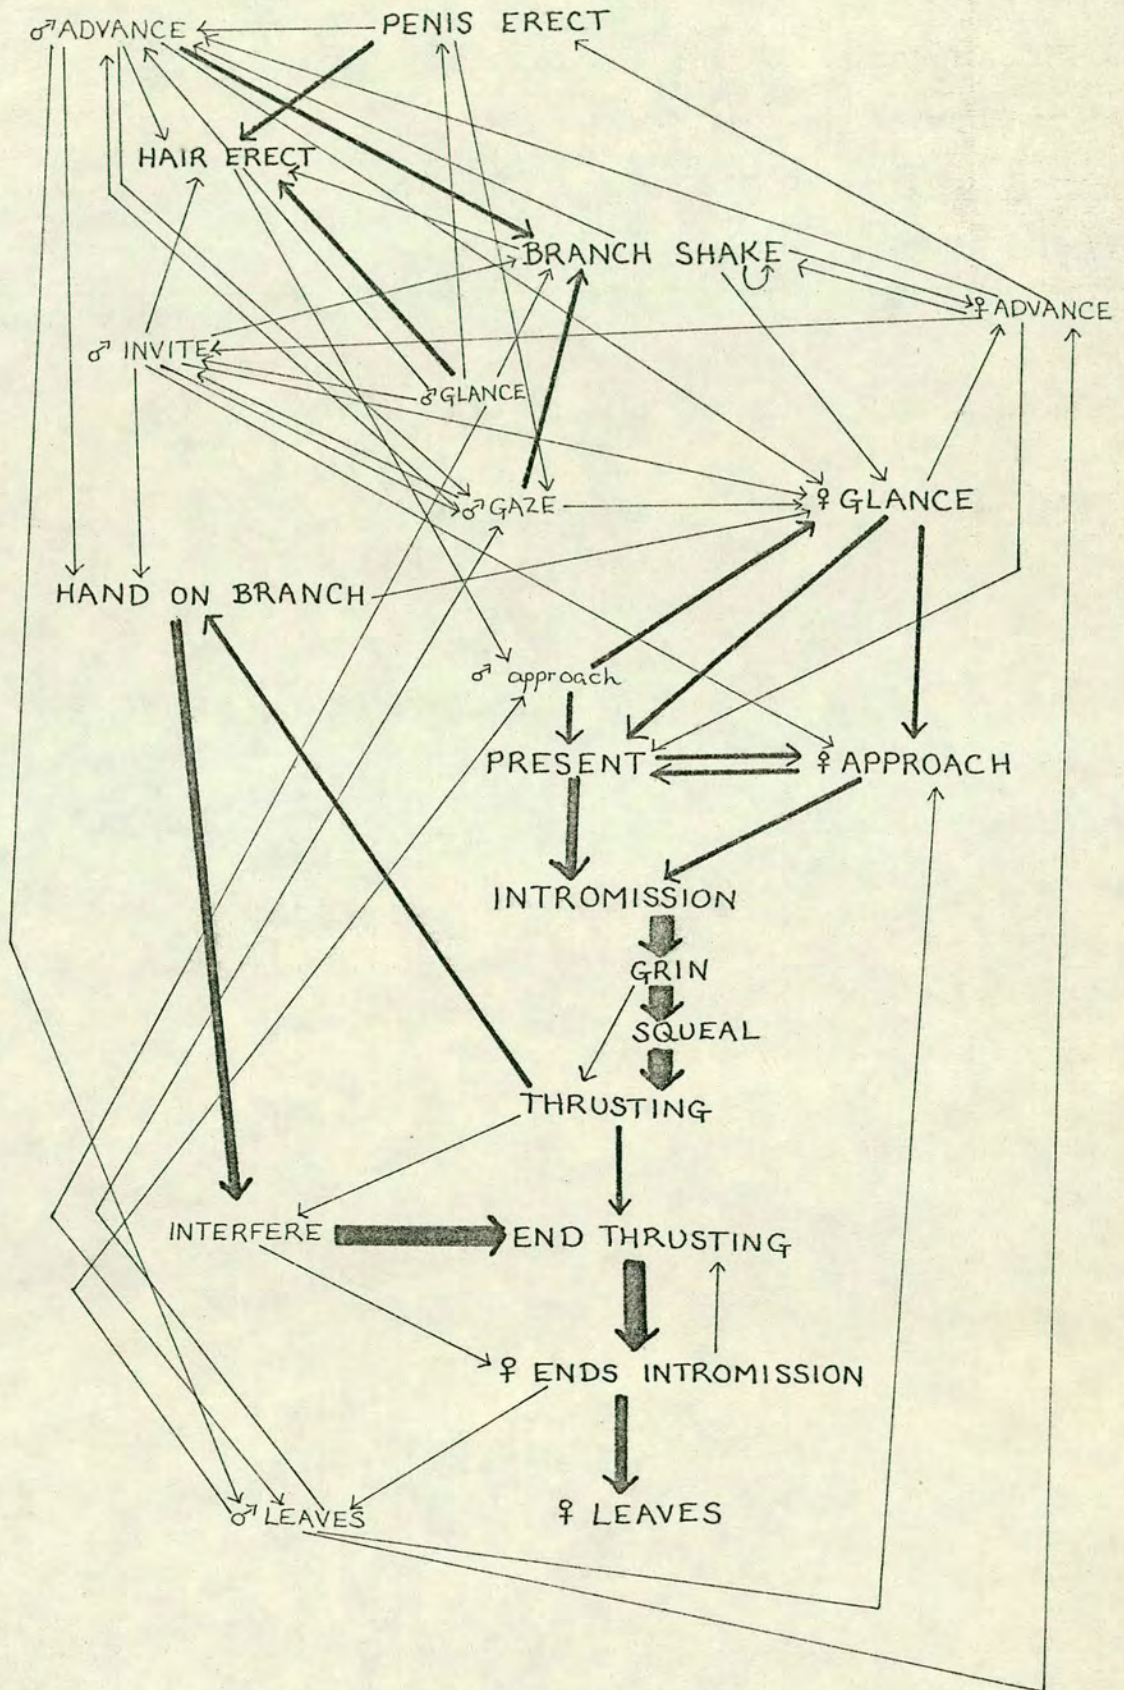 ♂ ADVANCE
PENIS ERECT
HAIR ERECT
BRANCH SHAKE
♀ ADVANCE
♂ INVITE
♂ GLANCE
♂ GAZE
♀ GLANCE
HAND ON BRANCH
♂ approach
PRESENT
♀ APPROACH
INTROMISSION
GRIN
SQUEAL
THRUSTING
INTERFERE
END THRUSTING
♀ ENDS INTROMISSION
♂ LEAVES
♀ LEAVES